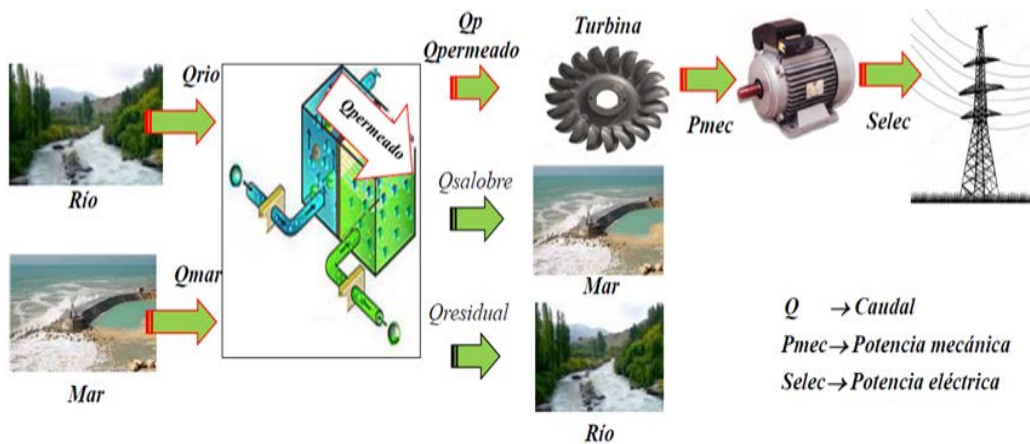 Qrio
Río
Qmar
Mar
Qpermeado
Qp
Qpermeado
Turbina
Pmec
Selec
Qsalobre
Mar
Qresidual
Río
Q → Caudal
Pmec → Potencia mecánica
Selec → Potencia eléctrica